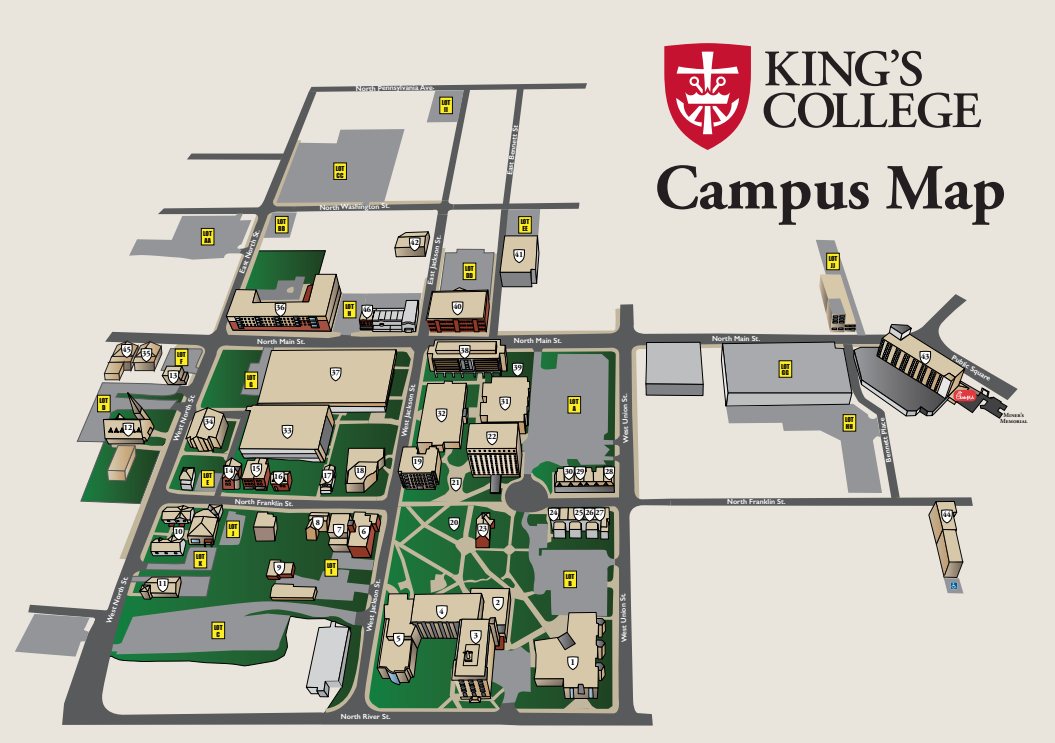 KING'S
COLLEGE
Campus Map
North Pennsylvania Ave.
LOT
II
East Bennett St.
LOT
CC
North Washington St.
LOT
AA
LOT
BB
LOT
EE
East North St.
42
East Jackson St.
41
LOT
DD
LOT
JJ
36
LOT
H
46
40
North Main St.
North Main St.
North Main St.
45
35
LOT
F
13
38
39
43
Public Square
LOT
G
37
LOT
GG
LOT
D
LOT
A
31
32
MINER'S
MEMORIAL
12
West North St.
34
33
West Jackson St.
West Union St.
22
LOT
HH
Bennett Place
19
14
15
16
17
18
LOT
E
21
30
29
28
North Franklin St.
North Franklin St.
10
LOT
J
8
7
6
20
23
24
25
26
27
44
LOT
K
9
LOT
I
LOT
B
11
West North St.
West Jackson St.
West Union St.
LOT
C
4
2
5
3
1
North River St.